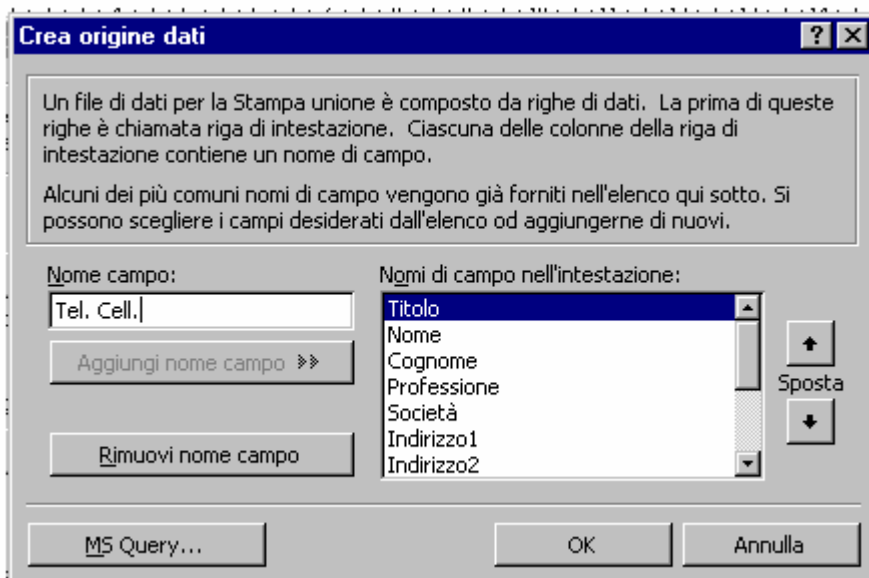 Crea origine dati
Un file di dati per la Stampa unione è composto da righe di dati. La prima di queste
righe è chiamata riga di intestazione. Ciascuna delle colonne della riga di
intestazione contiene un nome di campo.
Alcuni dei più comuni nomi di campo vengono già forniti nell'elenco qui sotto. Si
possono scegliere i campi desiderati dall'elenco od aggiungerne di nuovi.
Nome campo:
Tel. Cell.
Aggiungi nome campo
Rimuovi nome campo
Nomi di campo nell'intestazione:
Titolo
Nome
Cognome
Professione
Società
Indirizzo1
Indirizzo2
Sposta
MS Query...
OK
Annulla